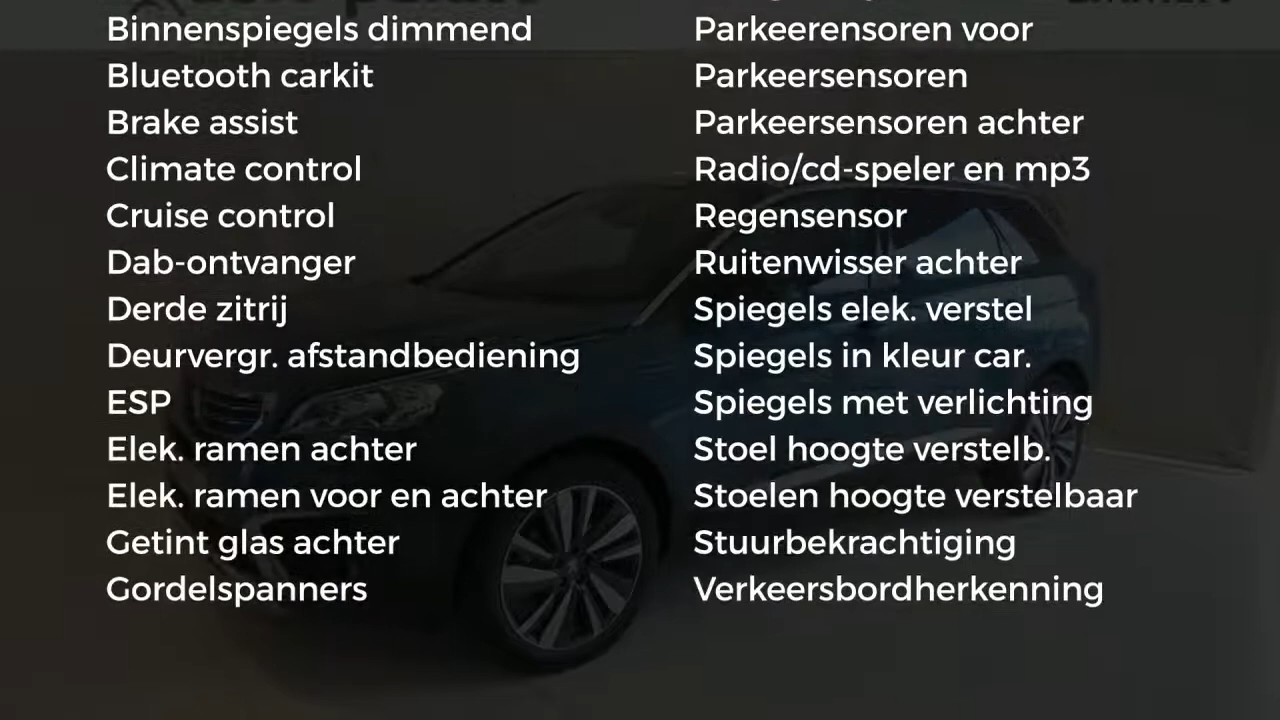 Binnenspiegels dimmend
Bluetooth carkit
Brake assist
Climate control
Cruise control
Dab-ontvanger
Derde zitrij
Deurvergr. afstandbediening
ESP
Elek. ramen achter
Elek. ramen voor en achter
Getint glas achter
Gordelspanners
Parkeerensoren voor
Parkeersensoren
Parkeersensoren achter
Radio/cd-speler en mp3
Regensensor
Ruitenwisser achter
Spiegels elek. verstel
Spiegels in kleur car.
Spiegels met verlichting
Stoel hoogte verstelb.
Stoelen hoogte verstelbaar
Stuurbekrachtiging
Verkeersbordherkenning